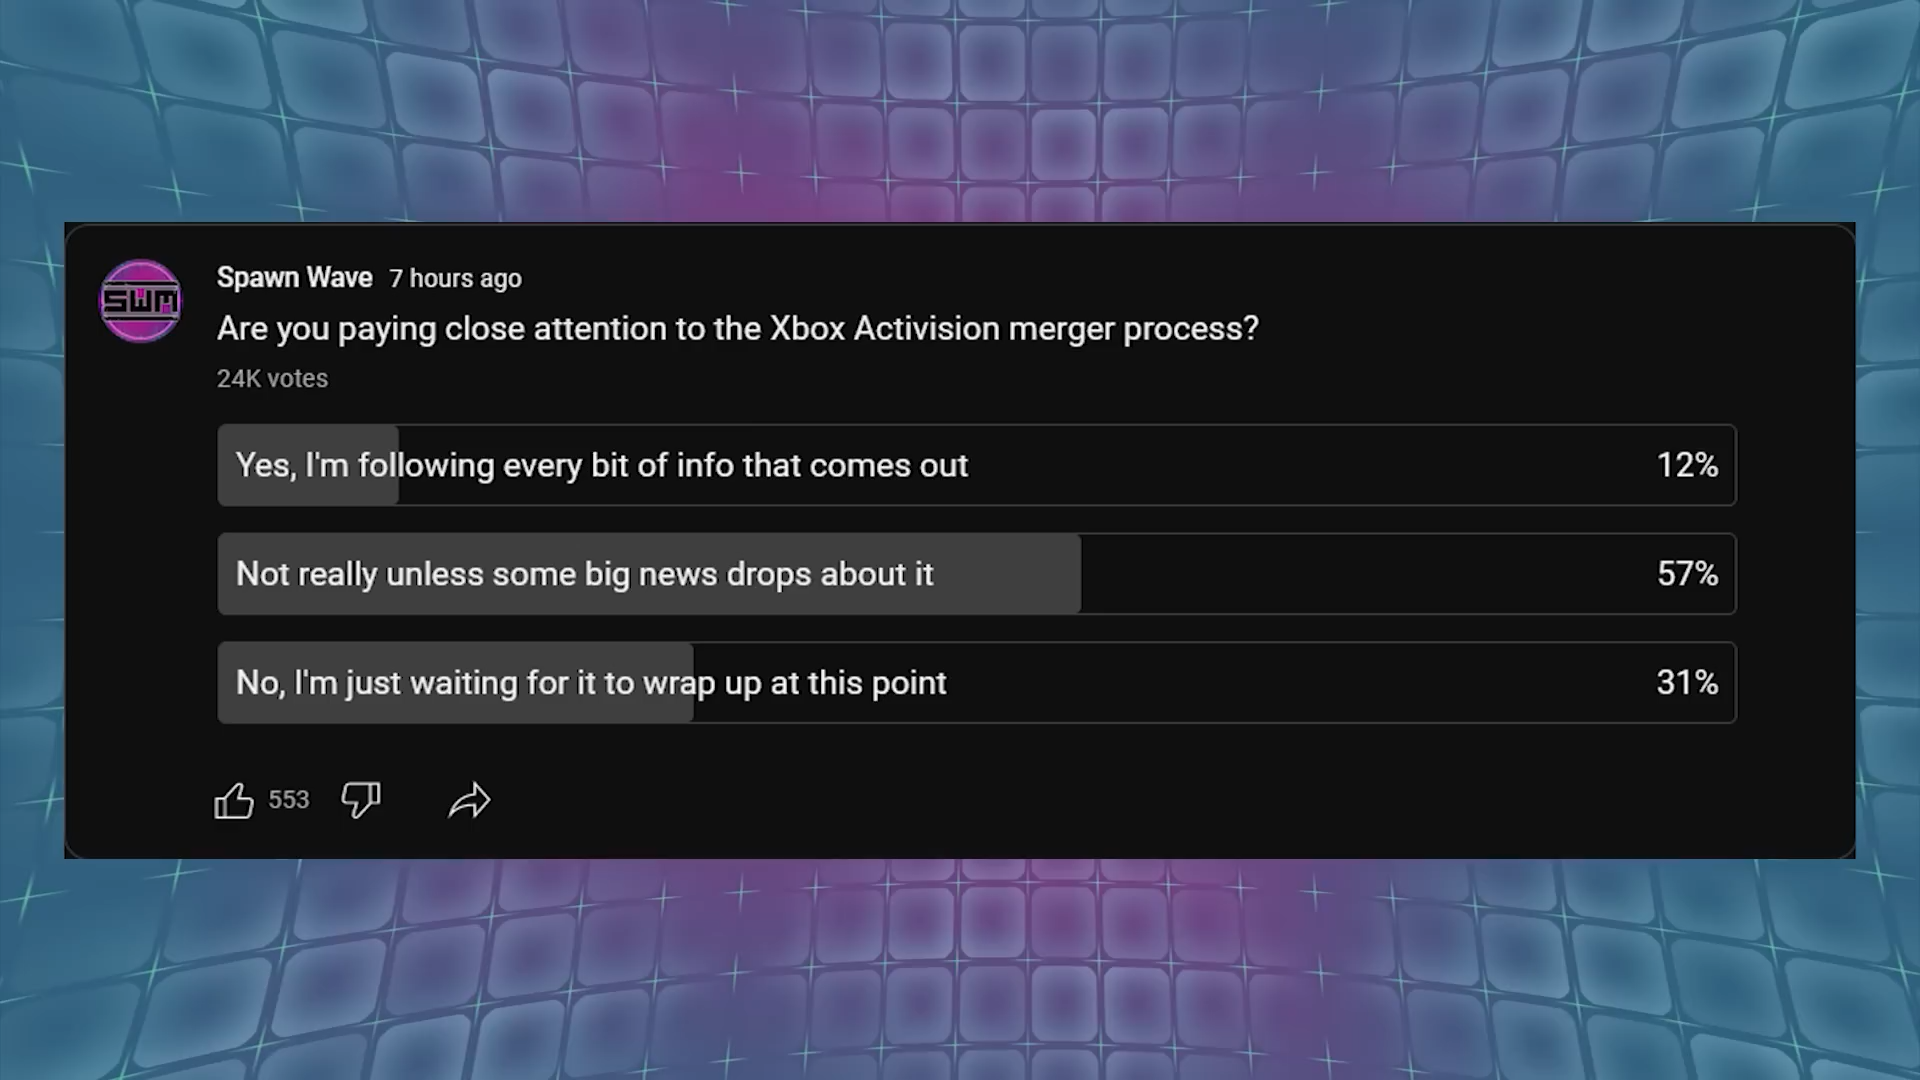 SWM
Spawn Wave 7 hours ago
Are you paying close attention to the Xbox Activision merger process?
24K votes
Yes, I'm following every bit of info that comes out 12%
Not really unless some big news drops about it 57%
No, I'm just waiting for it to wrap up at this point 31%
553